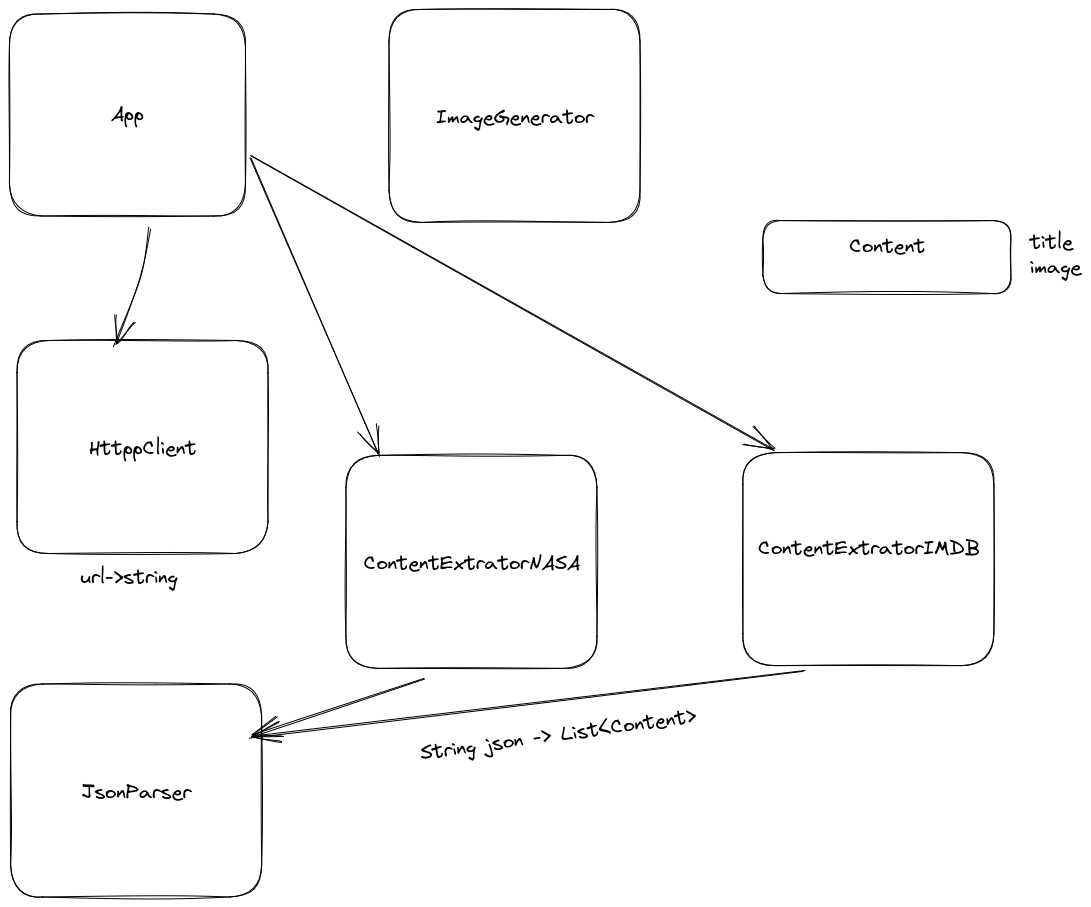 App
ImageGenerator
Content
title
image
HttppClient
url->string
ContentExtratorNASA
ContentExtratorIMDB
String json -> List<Content>
JsonParser